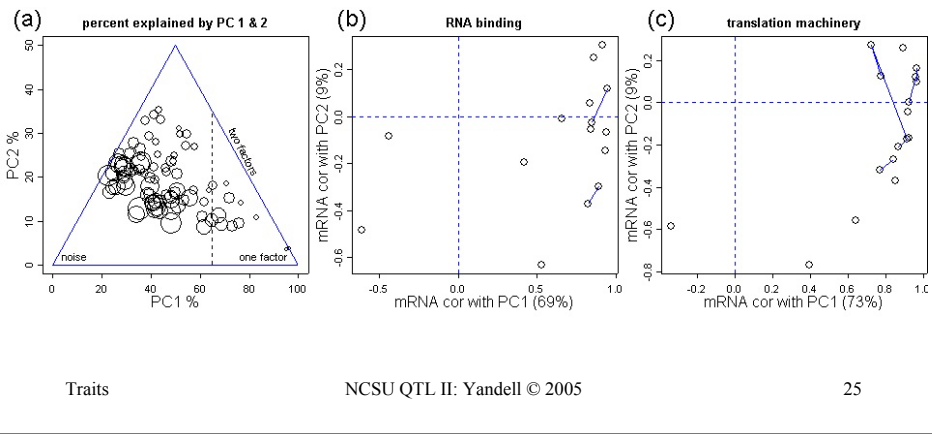 (a) percent explained by PC 1 & 2
PC2 %
50
40
30
20
10
0
two factors
noise
one factor
0 20 40 60 80 100
PC1 %
(b) RNA binding
mRNA cor with PC2 (9%)
0.2
0.0
-0.2
-0.4
-0.6
-0.5 0.0 0.5 1.0
mRNA cor with PC1 (69%)
(c) translation machinery
mRNA cor with PC2 (9%)
0.2
0.0
-0.2
-0.4
-0.6
-0.8
-0.2 0.0 0.2 0.4 0.6 0.8 1.0
mRNA cor with PC1 (73%)
Traits NCSU QTL II: Yandell © 2005 25